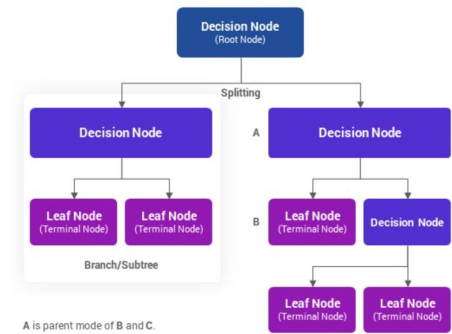 Decision Node
(Root Node)
Splitting
Decision Node
A
Decision Node
Leaf Node
(Terminal Node)
Leaf Node
(Terminal Node)
B
Leaf Node
(Terminal Node)
Decision Node
Branch/Subtree
Leaf Node
(Terminal Node)
Leaf Node
(Terminal Node)
A is parent mode of B and C.